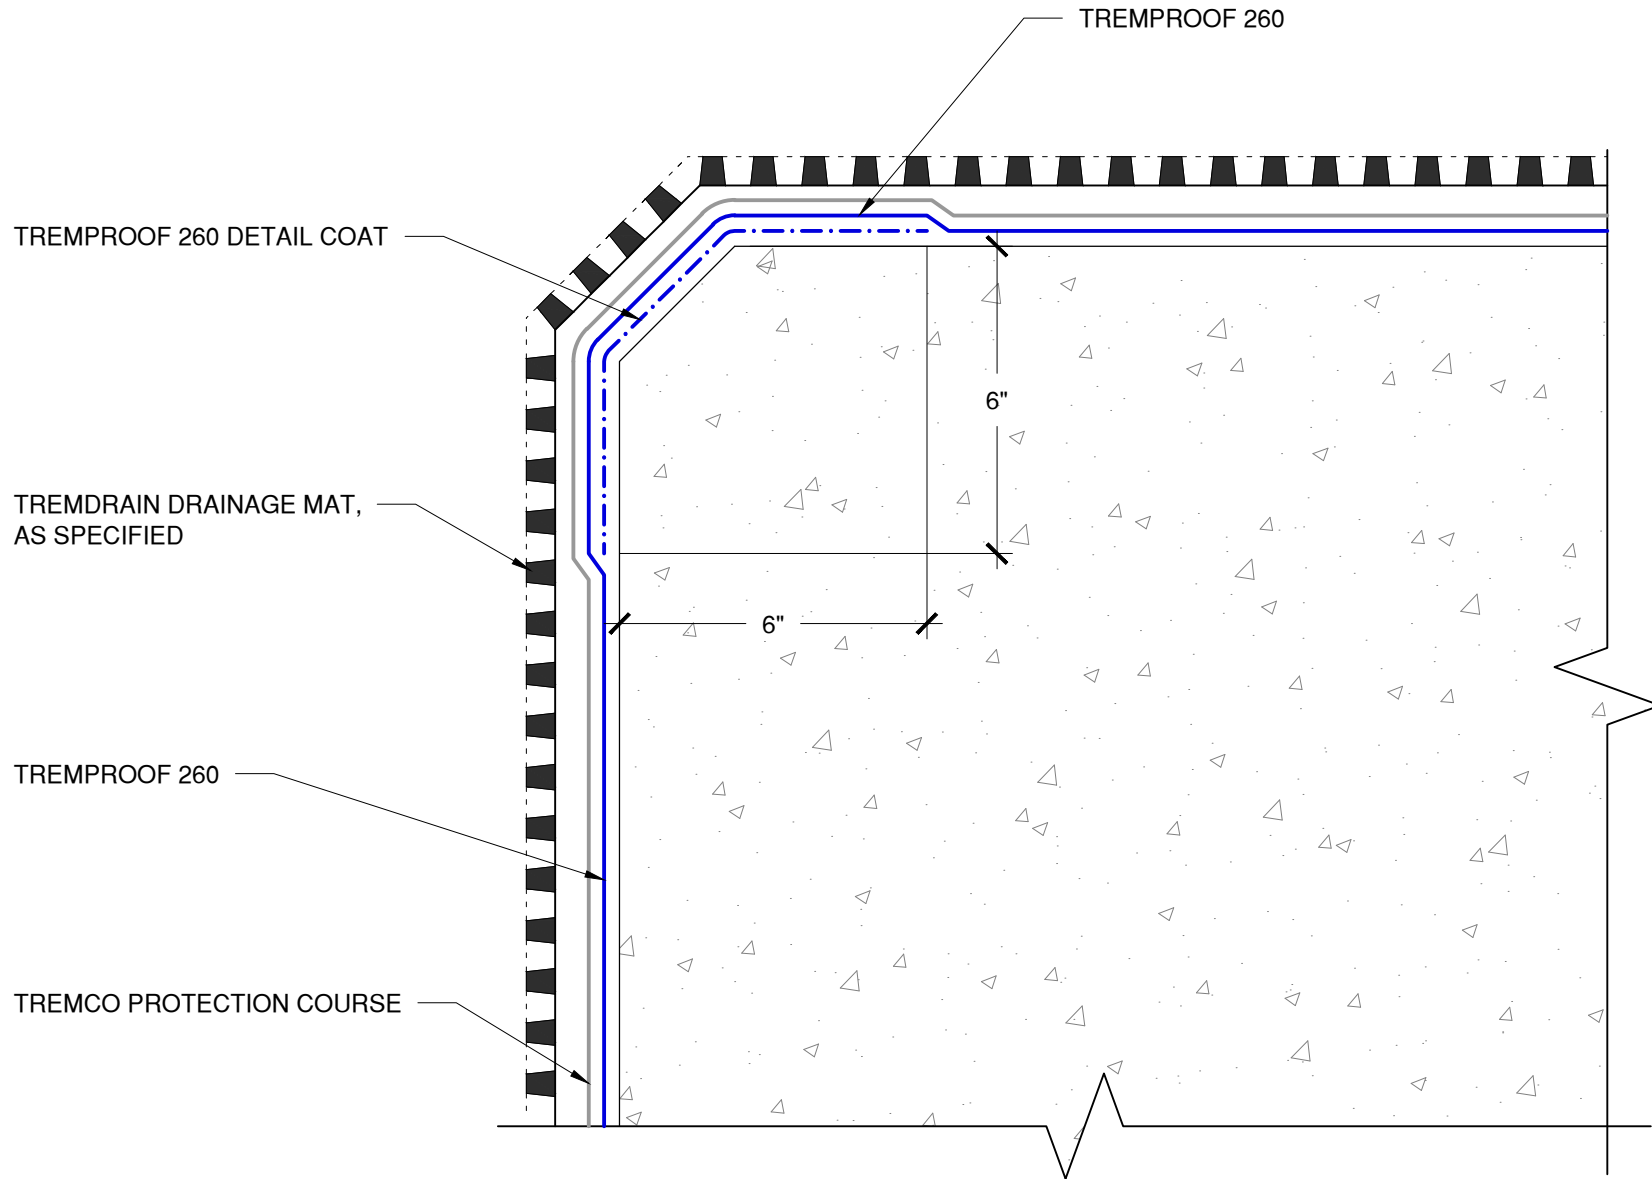 TREMPROOF 260
TREMPROOF 260 DETAIL COAT
6"
TREMDRAIN DRAINAGE MAT,
AS SPECIFIED
6"
TREMPROOF 260
TREMCO PROTECTION COURSE